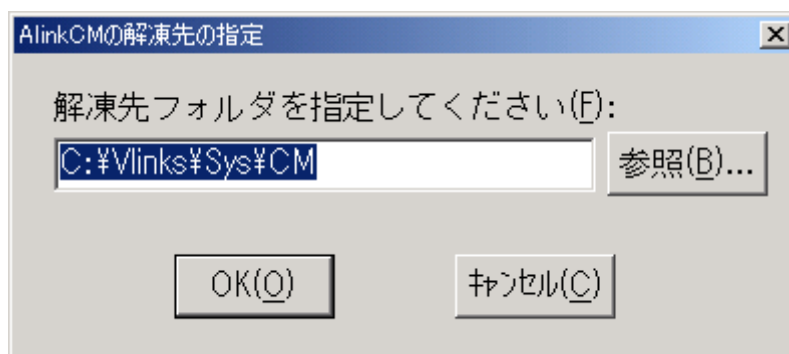 AlinkCMの解凍先の指定
解凍先フォルダを指定してください(F):
C:¥Vlinks¥Sys¥CM
参照(B)...
OK(O)
ｷｬﾝｾﾙ(C)